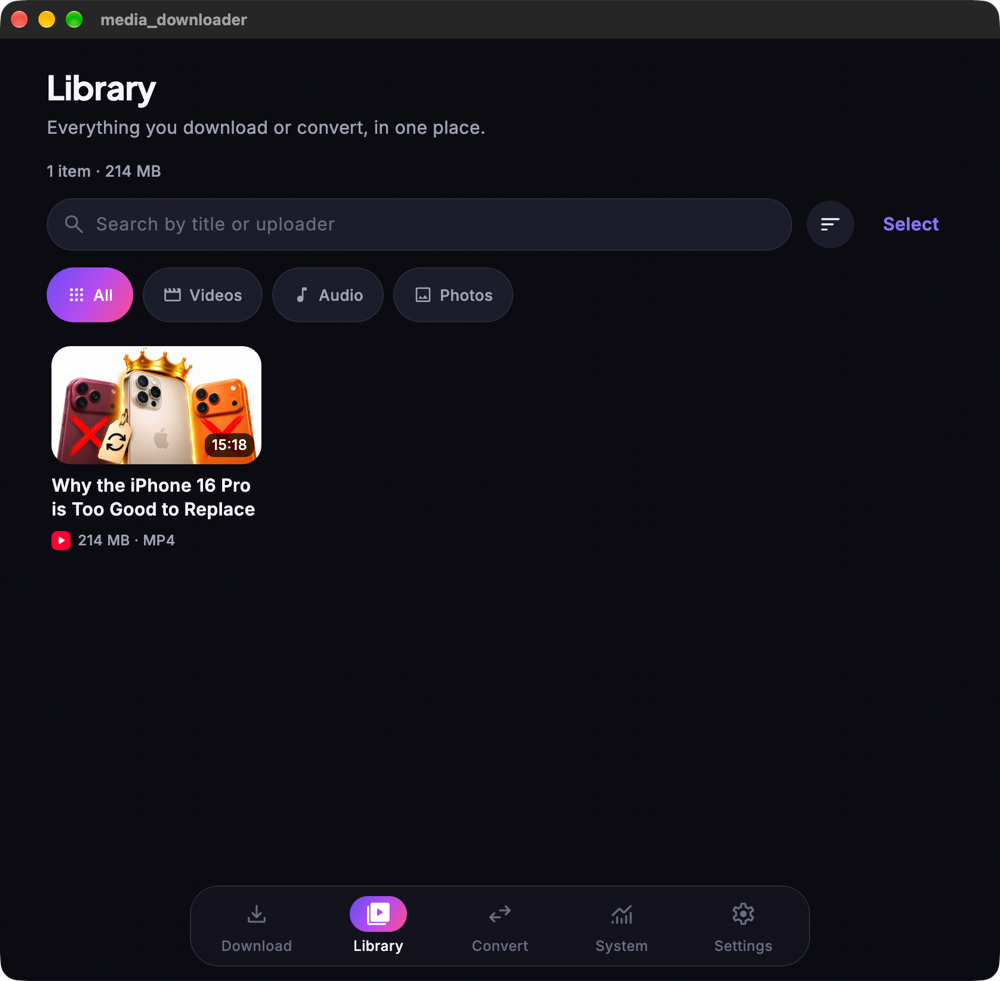 media_downloader
Library
Everything you download or convert, in one place.
1 item · 214 MB
Search by title or uploader
Select
All
Videos
Audio
Photos
15:18
Why the iPhone 16 Pro
is Too Good to Replace
214 MB · MP4
Download
Library
Convert
System
Settings